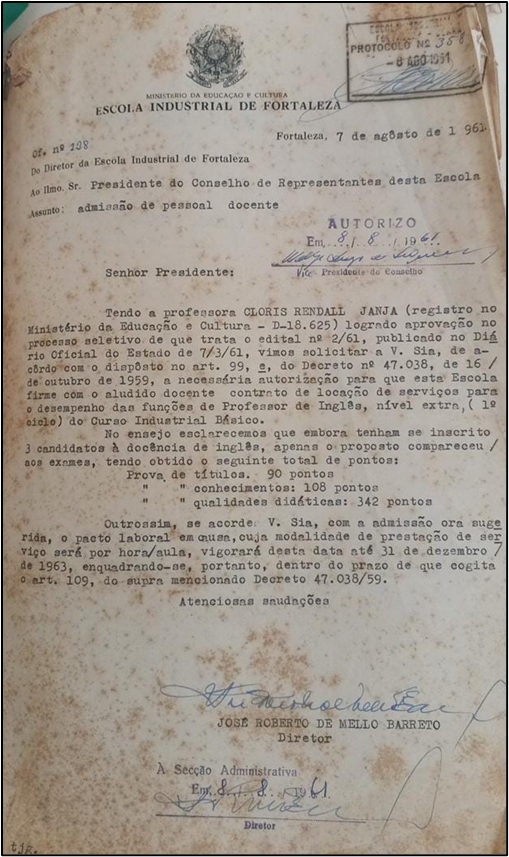 PROTOCOLO Nº 358
- 8 AGO 1961
MINISTÉRIO DA EDUCAÇÃO E CULTURA
ESCOLA INDUSTRIAL DE FORTALEZA
Fortaleza, 7 de agôsto de 1 961.
Of. nº 198
Do Diretor da Escola Industrial de Fortaleza
Ao Ilmo. Sr. Presidente do Conselho de Representantes desta Escola
Assunto: admissão de pessoal docente
AUTORIZO
Em, 8 / 8 / 1961
Vice- Presidente do Conselho
Senhor Presidente:
Tendo a professora CLORIS RENDALL JANJA (registro no
Ministério da Educação e Cultura - D-18.625) logrado aprovação no
processo seletivo de que trata o edital nº 2/61, publicado no Diá
rio Oficial do Estado de 7/3/61, vimos solicitar a V. Sia, de a-
côrdo com o dispôsto no art. 99, e, do Decreto nº 47.038, de 16 /
de outubro de 1959, a necessária autorização para que esta Escola
firme com o aludido docente contrato de locação de serviços para
o desempenho das funções de Professor de Inglês, nível extra,( 1º
ciclo) do Curso Industrial Básico.
No ensejo esclarecemos que embora tenham se inscrito
3 candidatos à docência de inglês, apenas o proposto compareceu /
aos exames, tendo obtido o seguinte total de pontos:
Prova de títulos. 90 pontos
" " conhecimentos: 108 pontos
" " qualidades didáticas: 342 pontos
Outrossim, se acorde V. Sia, com a admissão ora suge
rida, o pacto laboral em causa, cuja modalidade de prestação de ser
viço será por hora/aula, vigorará desta data até 31 de dezembro /
de 1963, enquadrando-se, portanto, dentro do prazo de que cogita
o art. 109, do supra mencionado Decreto 47.038/59.
Atenciosas saudações
JOSÉ ROBERTO DE MELLO BARRETO
Diretor
À Secção Administrativa
Em, 8 / 8 / 1961
Diretor
tjg.